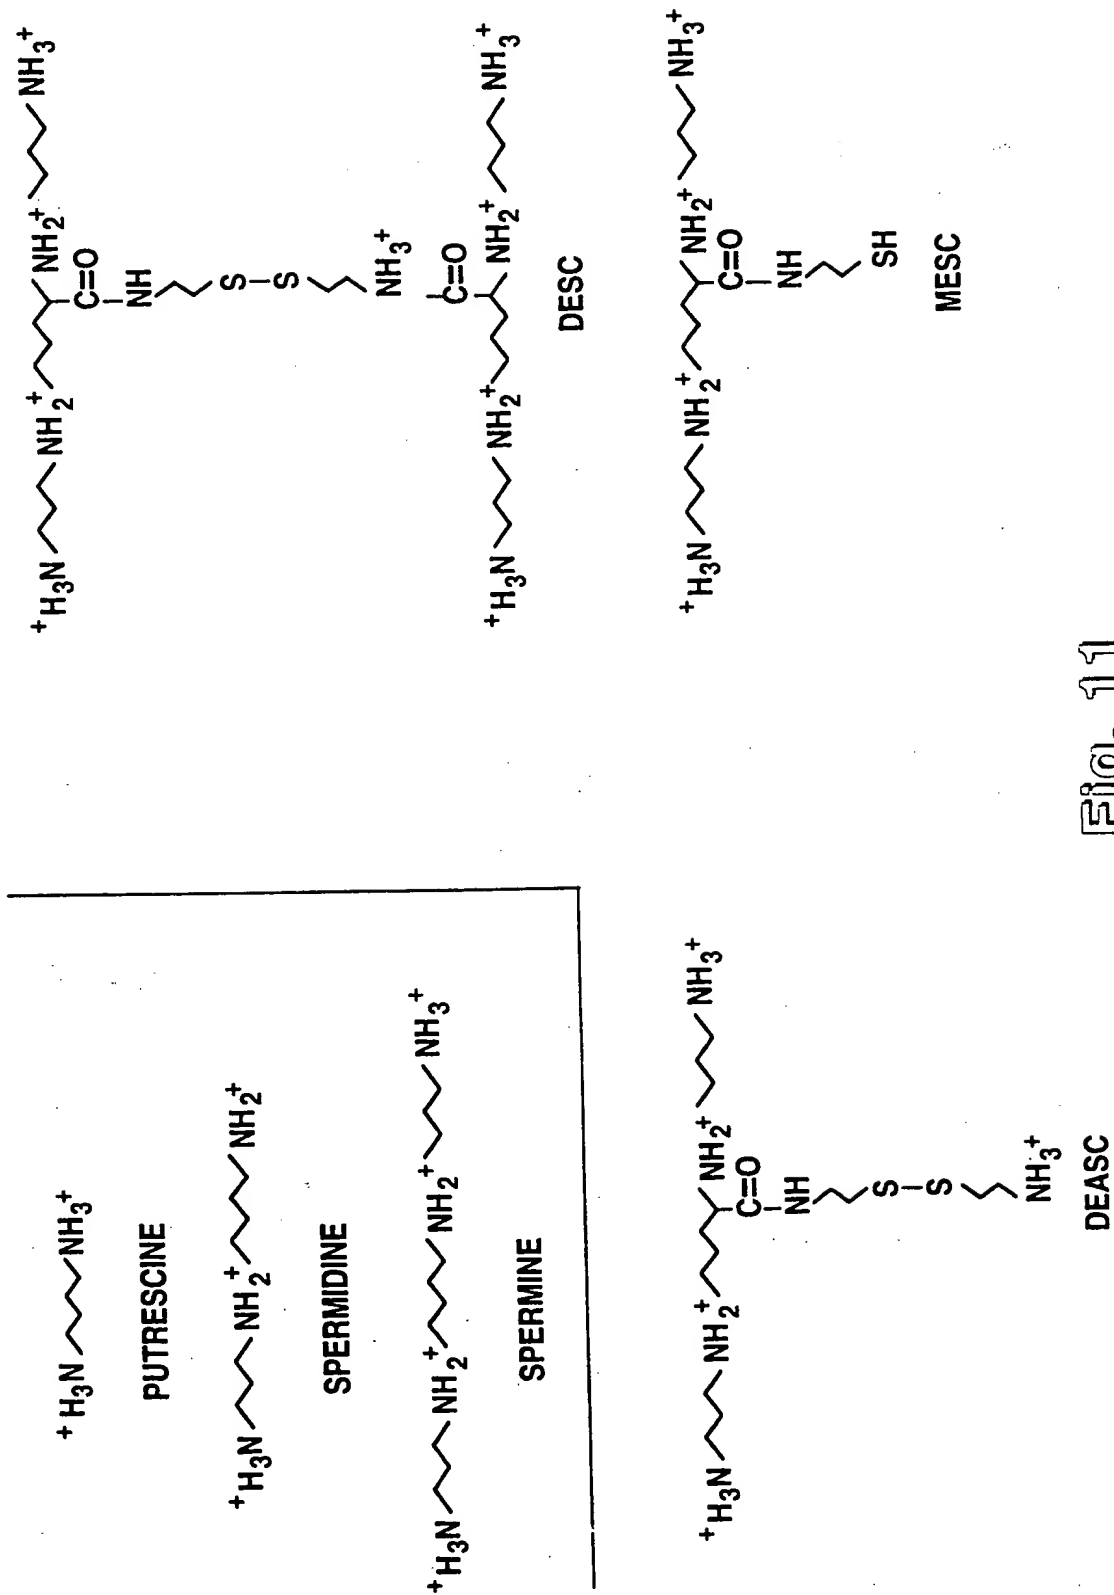 +H3N NH3+
PUTRESCINE
+H3N NH2+ NH2+
SPERMIDINE
+H3N NH2+ NH2+ NH3+
SPERMINE
+H3N NH2+ NH2+ NH3+
C=O
NH
S–S
NH3+
C=O
+H3N NH2+ NH2+ NH3+
DESC
+H3N NH2+ NH2+ NH3+
C=O
NH
S–S
NH3+
DEASC
+H3N NH2+ NH2+ NH3+
C=O
NH
SH
MESC
Fig. 11